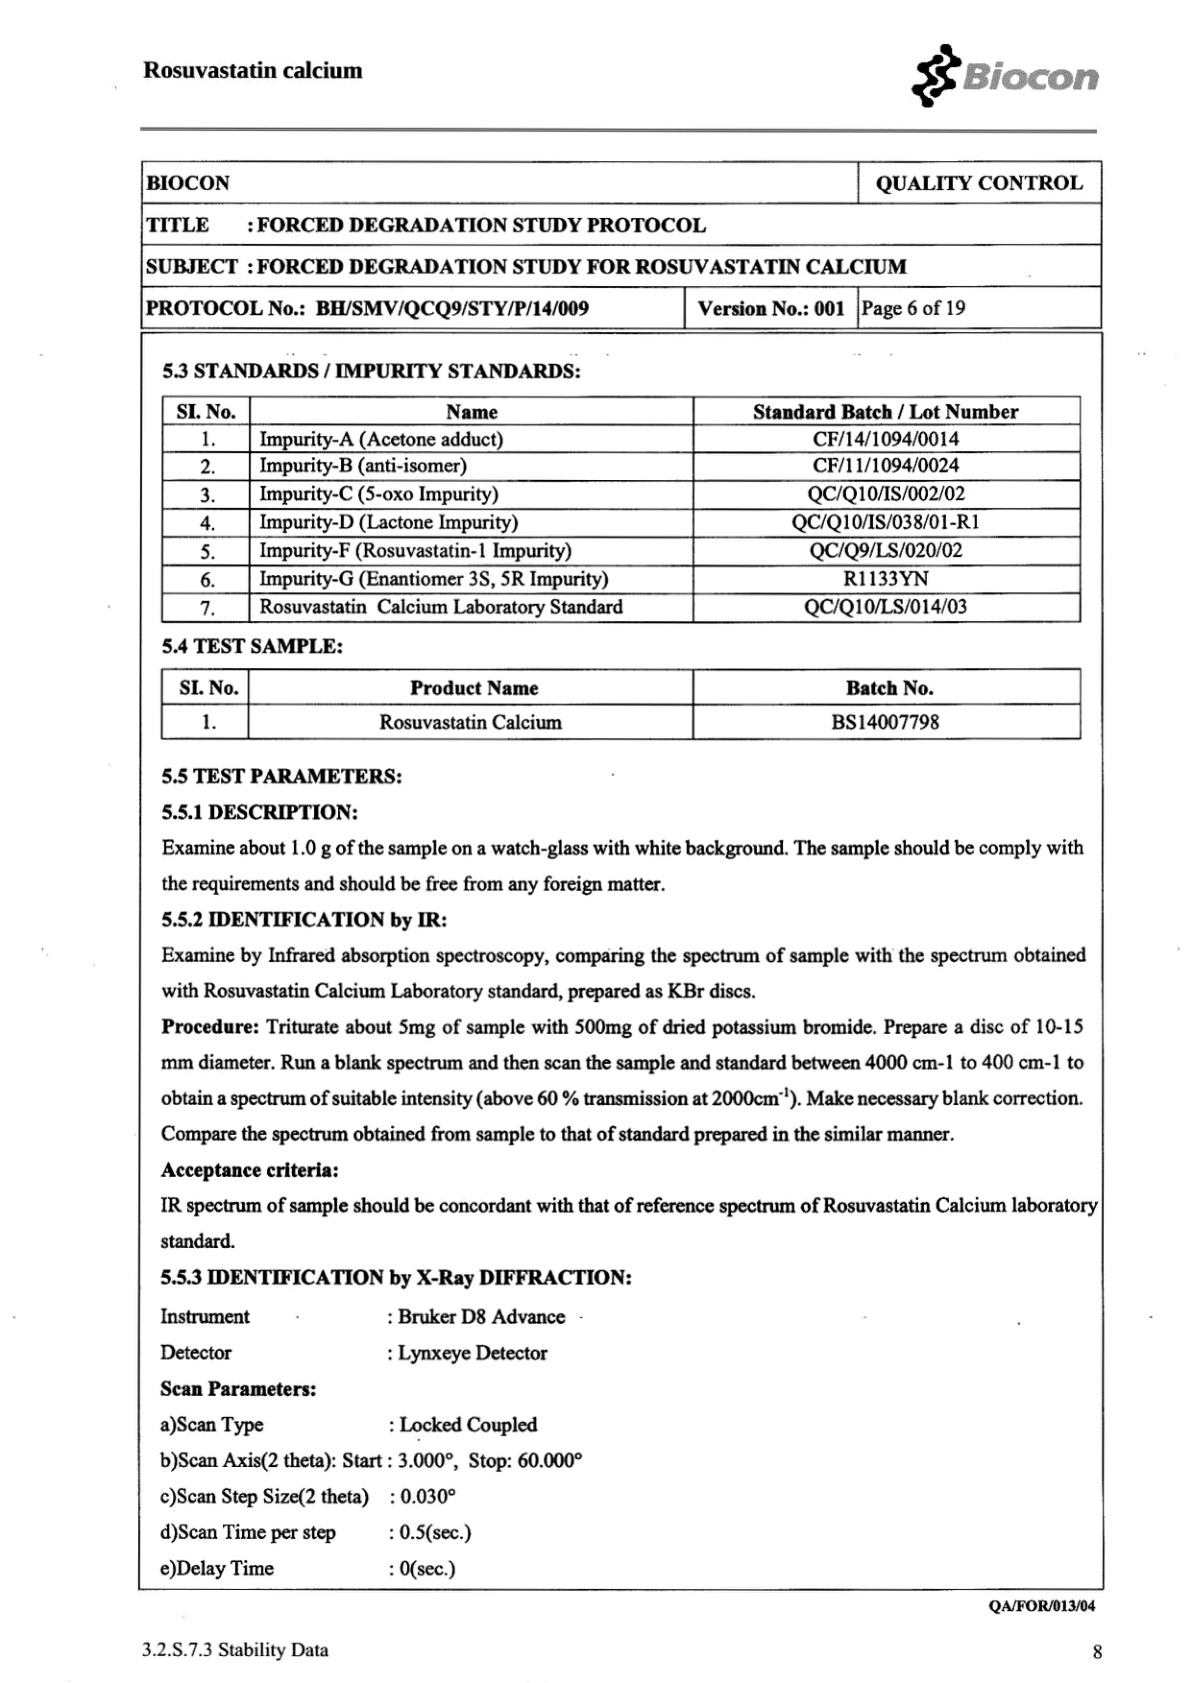 Rosuvastatin calcium
Biocon
BIOCON QUALITY CONTROL
TITLE : FORCED DEGRADATION STUDY PROTOCOL
SUBJECT : FORCED DEGRADATION STUDY FOR ROSUVASTATIN CALCIUM
PROTOCOL No.: BH/SMV/QCQ9/STY/P/14/009 Version No.: 001 Page 6 of 19
5.3 STANDARDS / IMPURITY STANDARDS:
SI. No. Name Standard Batch / Lot Number
1. Impurity-A (Acetone adduct) CF/14/1094/0014
2. Impurity-B (anti-isomer) CF/11/1094/0024
3. Impurity-C (5-oxo Impurity) QC/Q10/IS/002/02
4. Impurity-D (Lactone Impurity) QC/Q10/IS/038/01-R1
5. Impurity-F (Rosuvastatin-1 Impurity) QC/Q9/LS/020/02
6. Impurity-G (Enantiomer 3S, 5R Impurity) R1133YN
7. Rosuvastatin Calcium Laboratory Standard QC/Q10/LS/014/03
5.4 TEST SAMPLE:
SI. No. Product Name Batch No.
1. Rosuvastatin Calcium BS14007798
5.5 TEST PARAMETERS:
5.5.1 DESCRIPTION:
Examine about 1.0 g of the sample on a watch-glass with white background. The sample should be comply with
the requirements and should be free from any foreign matter.
5.5.2 IDENTIFICATION by IR:
Examine by Infrared absorption spectroscopy, comparing the spectrum of sample with the spectrum obtained
with Rosuvastatin Calcium Laboratory standard, prepared as KBr discs.
Procedure: Triturate about 5mg of sample with 500mg of dried potassium bromide. Prepare a disc of 10-15
mm diameter. Run a blank spectrum and then scan the sample and standard between 4000 cm-1 to 400 cm-1 to
obtain a spectrum of suitable intensity (above 60 % transmission at 2000cm⁻¹). Make necessary blank correction.
Compare the spectrum obtained from sample to that of standard prepared in the similar manner.
Acceptance criteria:
IR spectrum of sample should be concordant with that of reference spectrum of Rosuvastatin Calcium laboratory
standard.
5.5.3 IDENTIFICATION by X-Ray DIFFRACTION:
Instrument : Bruker D8 Advance
Detector : Lynxeye Detector
Scan Parameters:
a)Scan Type : Locked Coupled
b)Scan Axis(2 theta): Start : 3.000°, Stop: 60.000°
c)Scan Step Size(2 theta) : 0.030°
d)Scan Time per step : 0.5(sec.)
e)Delay Time : 0(sec.)
QA/FOR/013/04
3.2.S.7.3 Stability Data 8